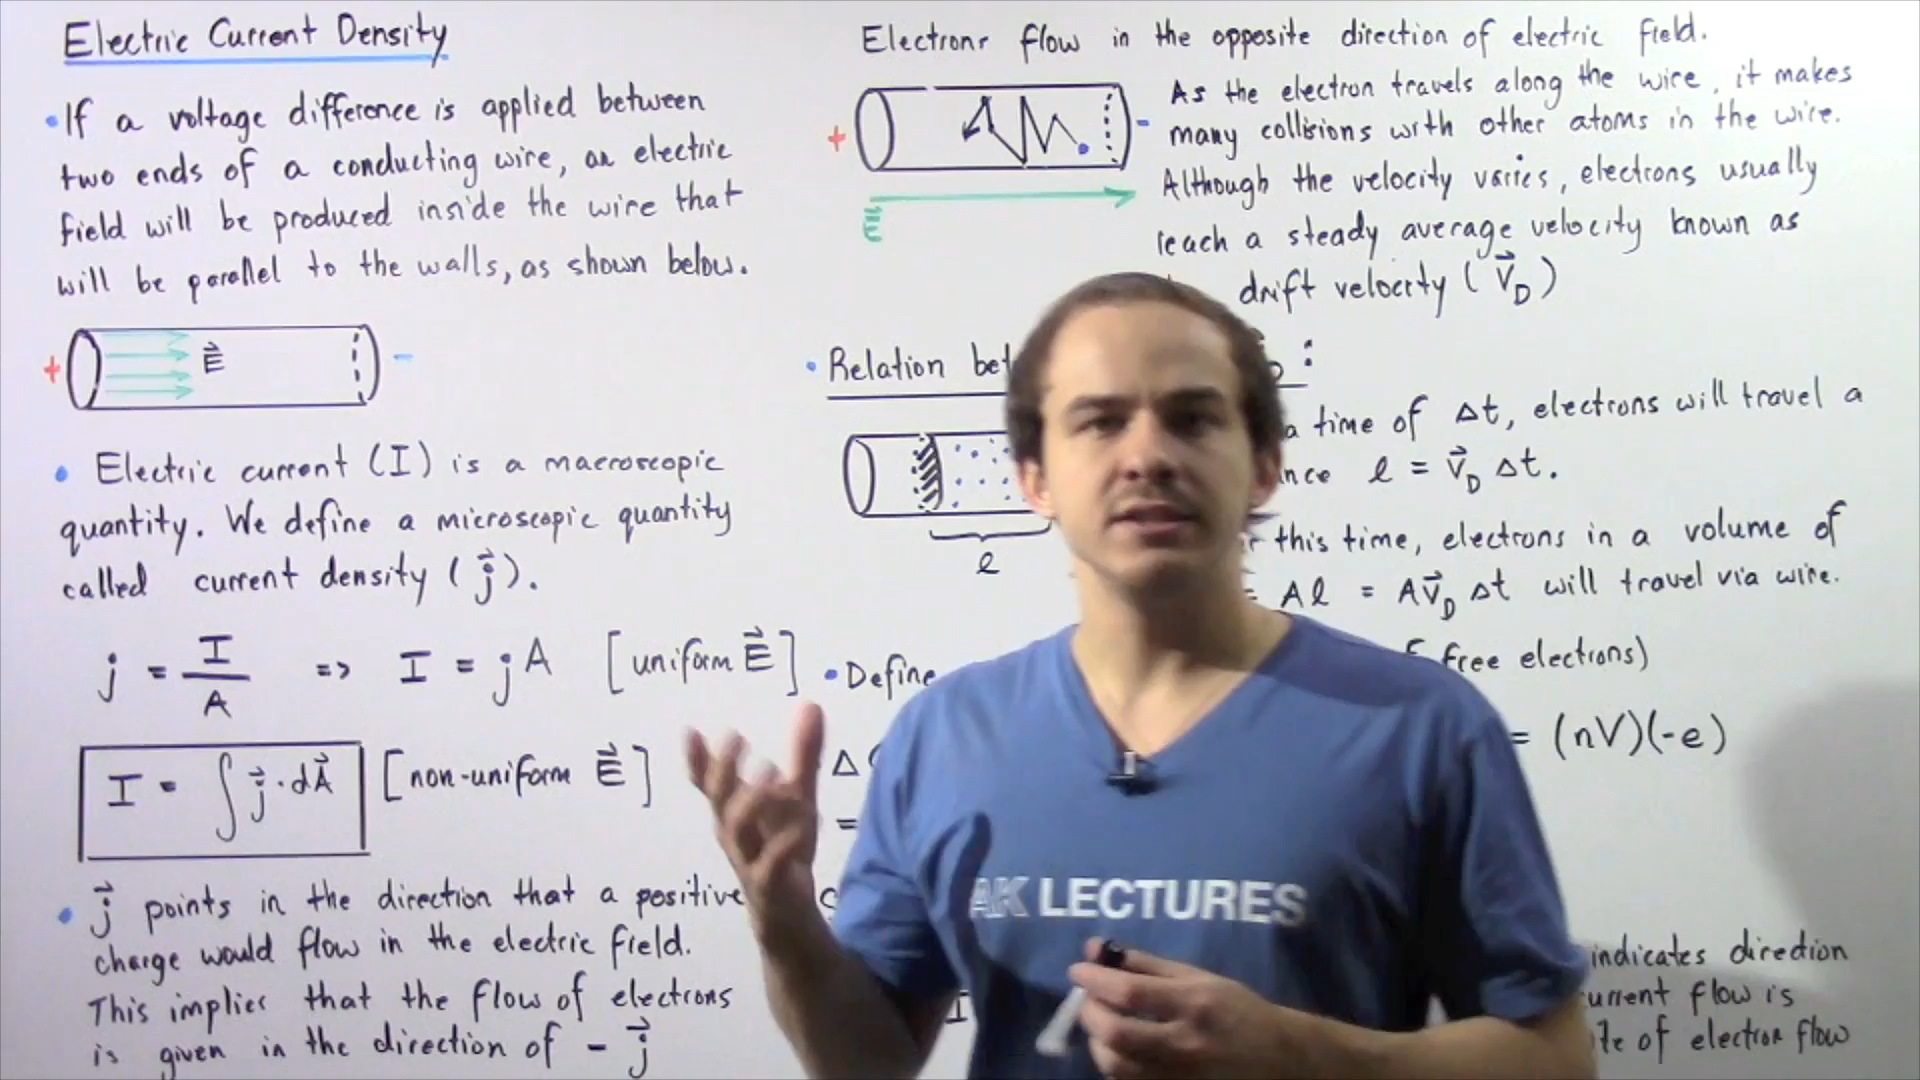 Electric Current Density
• If a voltage difference is applied between
two ends of a conducting wire, an electric
field will be produced inside the wire that
will be parallel to the walls, as shown below.
+ E⃗ -
• Electric current (I) is a macroscopic
quantity. We define a microscopic quantity
called current density (j⃗).
j = I/A => I = jA [uniform E⃗]
I = ∫ j⃗ · dA⃗ [non-uniform E⃗]
• j⃗ points in the direction that a positive
charge would flow in the electric field.
This implies that the flow of electrons
is given in the direction of - j⃗
Electrons flow in the opposite direction of electric field.
+ -
E⃗
As the electron travels along the wire, it makes
many collisions with other atoms in the wire.
Although the velocity varies, electrons usually
reach a steady average velocity known as
drift velocity (V⃗D)
• Relation
:
l
a time of Δt, electrons will travel a
l = V⃗D Δt.
this time, electrons in a volume of
= Al = AV⃗D Δt will travel via wire.
• Define
free electrons)
Δ
= (nV)(-e)
=
indicates direction
flow is
of electron flow
I
AK LECTURES